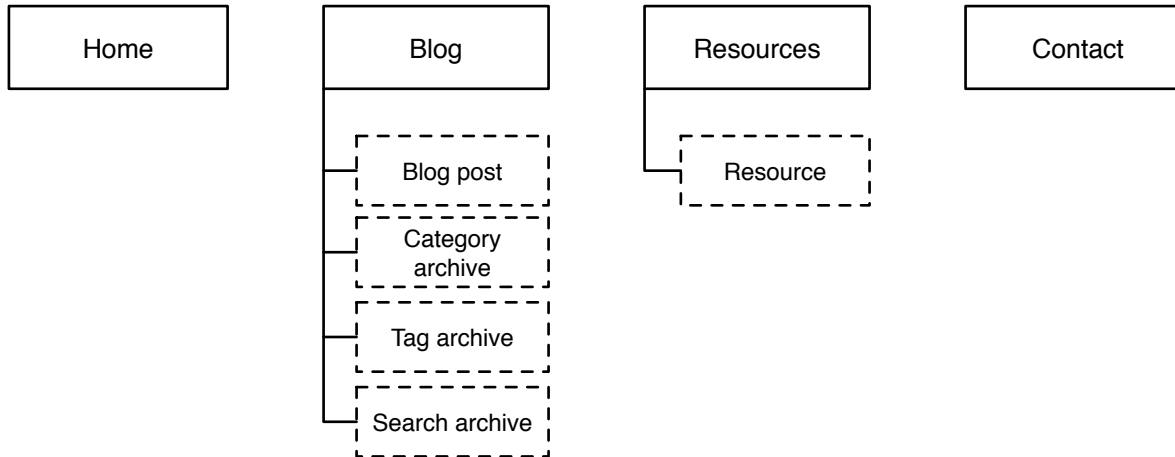 Home
Blog
Resources
Contact
Blog post
Resource
Category
archive
Tag archive
Search archive